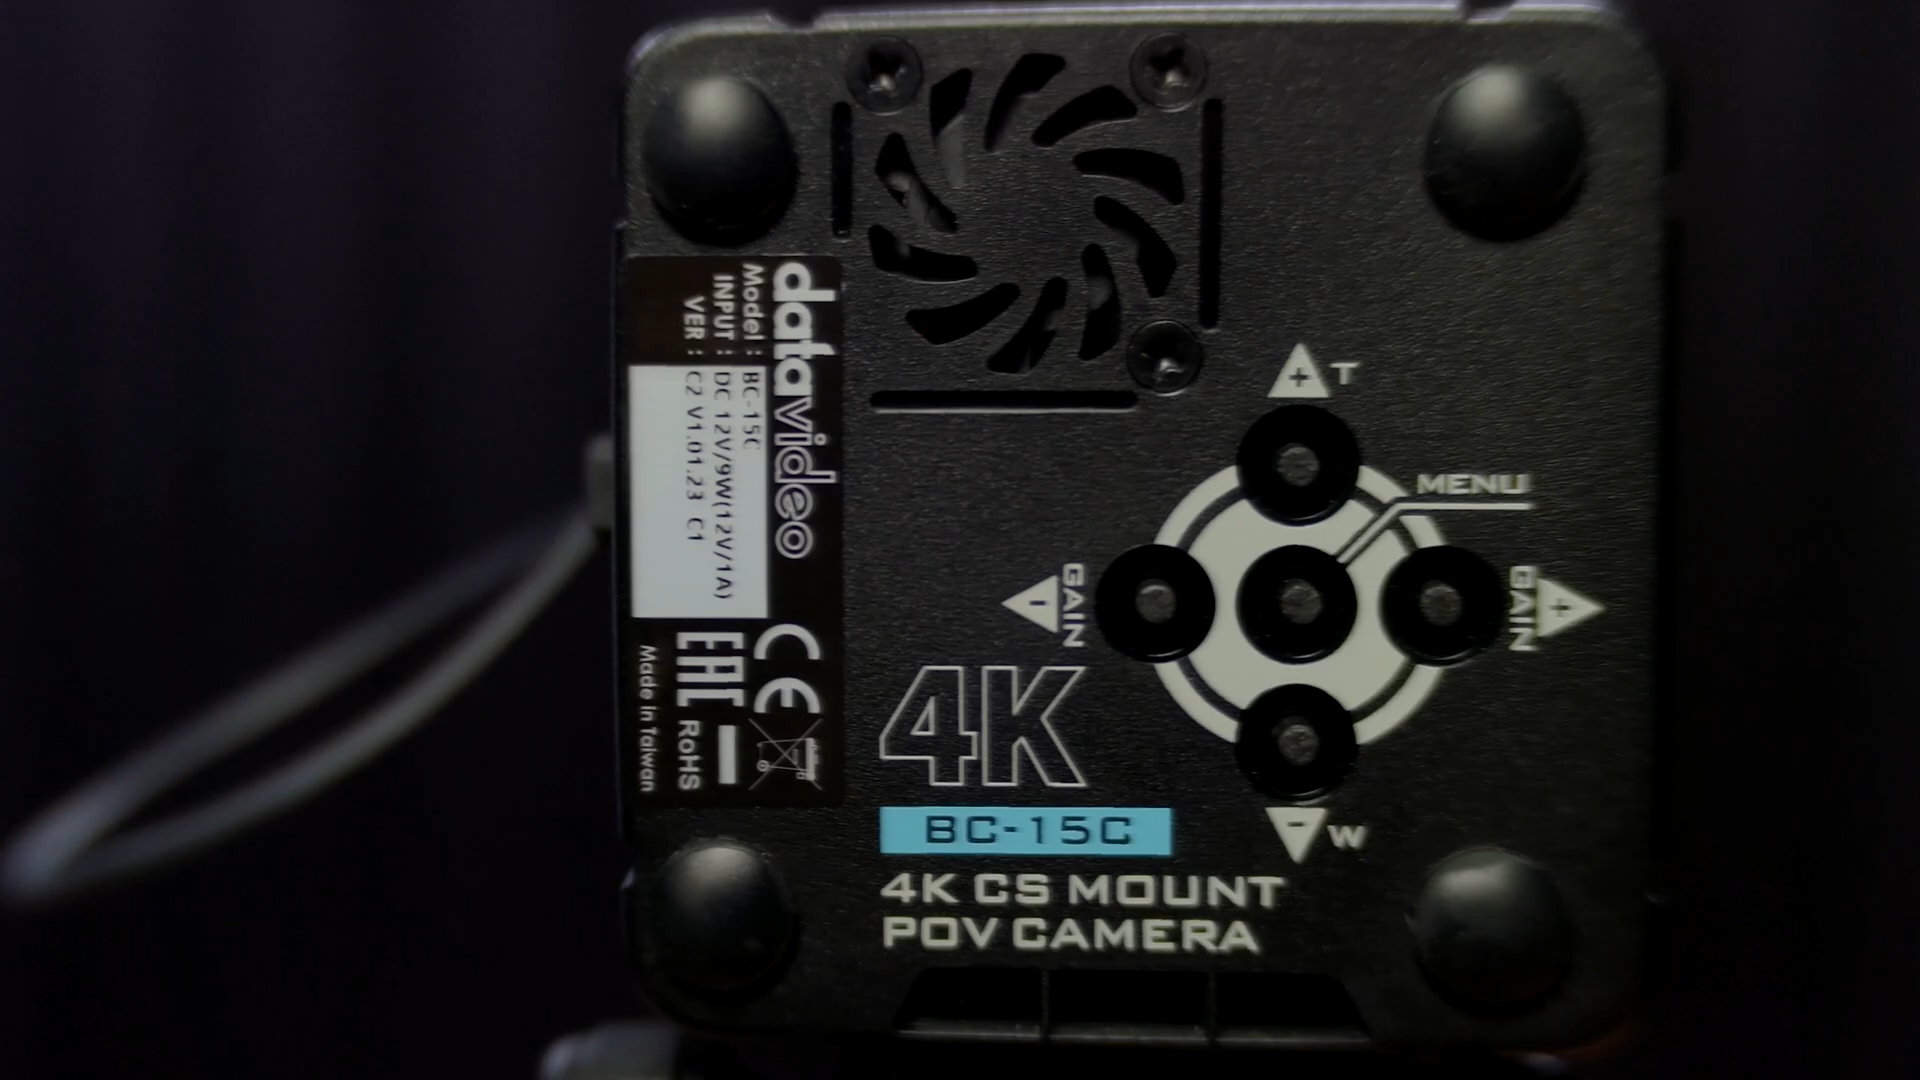 datavideo
Model : BC-15C
INPUT : DC 12V/9W(12V/1A)
VER : C2 V1.01.23 C1
CE
EAC RoHS
Made in Taiwan
+ T
MENU
- GAIN
GAIN +
- W
4K
BC-15C
4K CS MOUNT
POV CAMERA